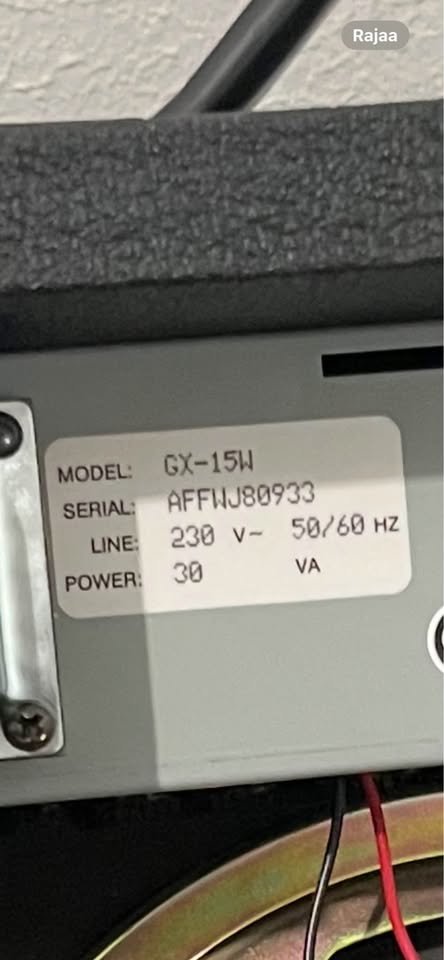 Rajaa
MODEL: GX-15W
SERIAL: AFFWJ80933
LINE: 230 V~ 50/60 HZ
POWER: 30 VA